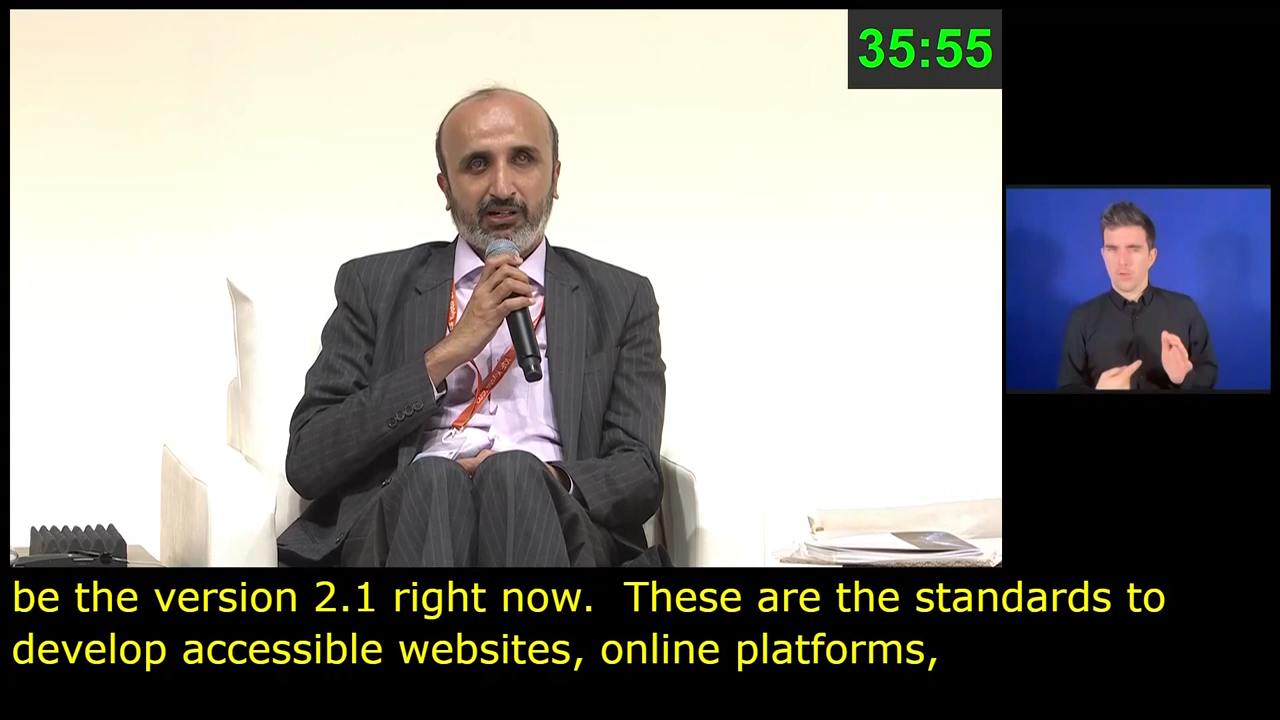 35:55
be the version 2.1 right now.  These are the standards to
develop accessible websites, online platforms,